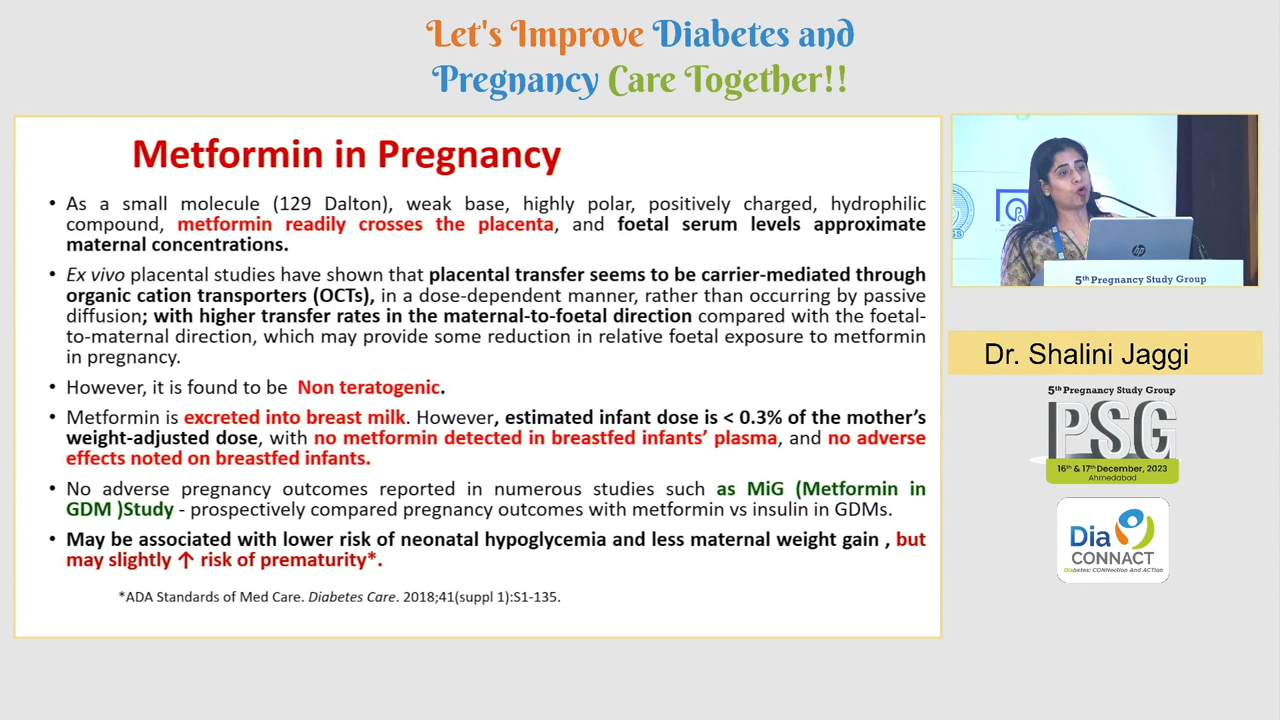 Let's Improve Diabetes and
Pregnancy Care Together!!
Metformin in Pregnancy
• As a small molecule (129 Dalton), weak base, highly polar, positively charged, hydrophilic
compound, metformin readily crosses the placenta, and foetal serum levels approximate
maternal concentrations.
• Ex vivo placental studies have shown that placental transfer seems to be carrier-mediated through
organic cation transporters (OCTs), in a dose-dependent manner, rather than occurring by passive
diffusion; with higher transfer rates in the maternal-to-foetal direction compared with the foetal-
to-maternal direction, which may provide some reduction in relative foetal exposure to metformin
in pregnancy.
• However, it is found to be Non teratogenic.
• Metformin is excreted into breast milk. However, estimated infant dose is < 0.3% of the mother's
weight-adjusted dose, with no metformin detected in breastfed infants' plasma, and no adverse
effects noted on breastfed infants.
• No adverse pregnancy outcomes reported in numerous studies such as MiG (Metformin in
GDM )Study - prospectively compared pregnancy outcomes with metformin vs insulin in GDMs.
• May be associated with lower risk of neonatal hypoglycemia and less maternal weight gain , but
may slightly ↑ risk of prematurity*.
*ADA Standards of Med Care. Diabetes Care. 2018;41(suppl 1):S1-135.
hp
5th Pregnancy Study Group
Dr. Shalini Jaggi
5th Pregnancy Study Group
PSG
16th & 17th December, 2023
Ahmedabad
Dia
CONNACT
Diabetes: CONNection And ACTion